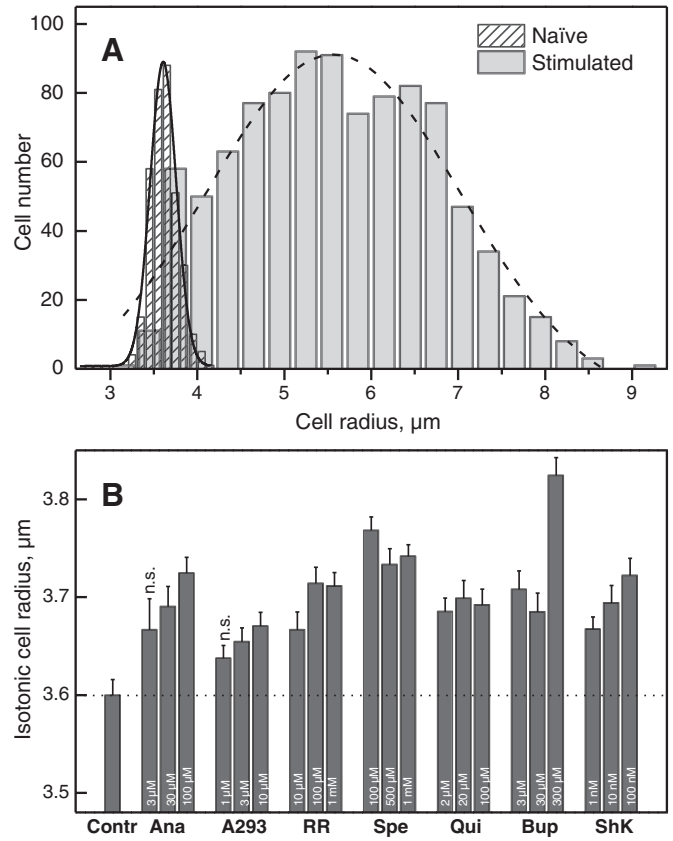 100
80
60
40
20
0
Cell number
A
Naïve
Stimulated
3 4 5 6 7 8 9
Cell radius, µm
B
3.8
3.7
3.6
3.5
Isotonic cell radius, µm
n.s.
n.s.
3 µM 30 µM 100 µM 1 µM 3 µM 10 µM 10 µM 100 µM 1 mM 100 µM 500 µM 1 mM 2 µM 20 µM 100 µM 3 µM 30 µM 300 µM 1 nM 10 nM 100 nM
Contr Ana A293 RR Spe Qui Bup ShK